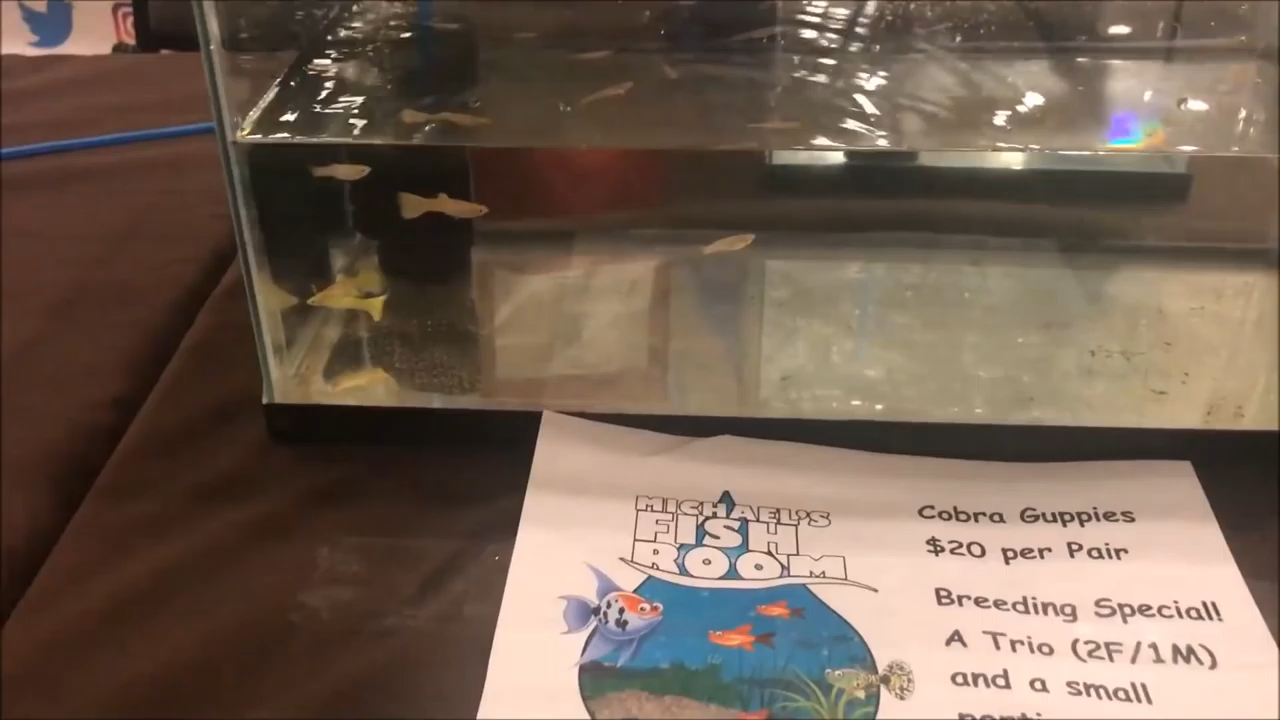 MICHAEL'S
FISH
ROOM
Cobra Guppies
$20 per Pair
Breeding Special!
A Trio (2F/1M)
and a small